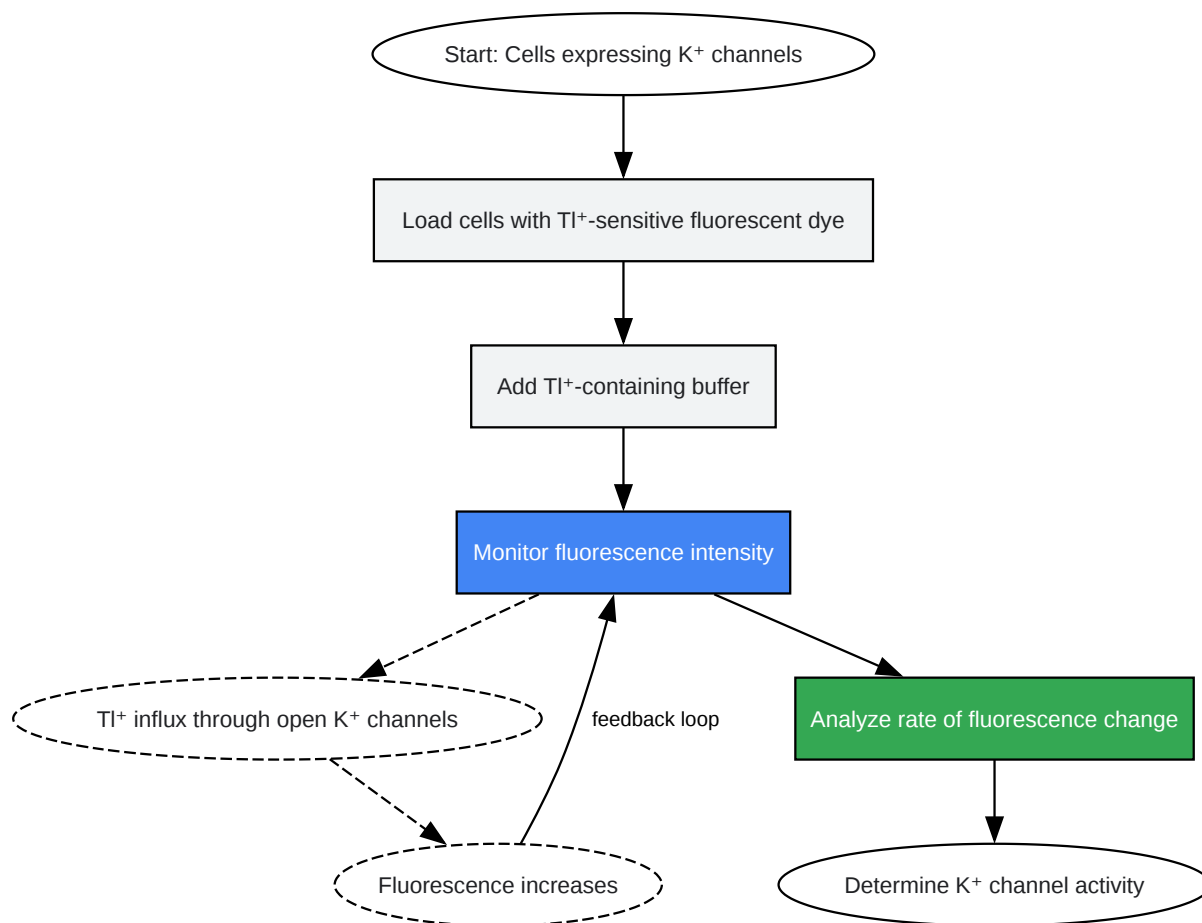 Start: Cells expressing K⁺ channels
Load cells with Tl⁺-sensitive fluorescent dye
Add Tl⁺-containing buffer
Monitor fluorescence intensity
Tl⁺ influx through open K⁺ channels
feedback loop
Analyze rate of fluorescence change
Fluorescence increases
Determine K⁺ channel activity